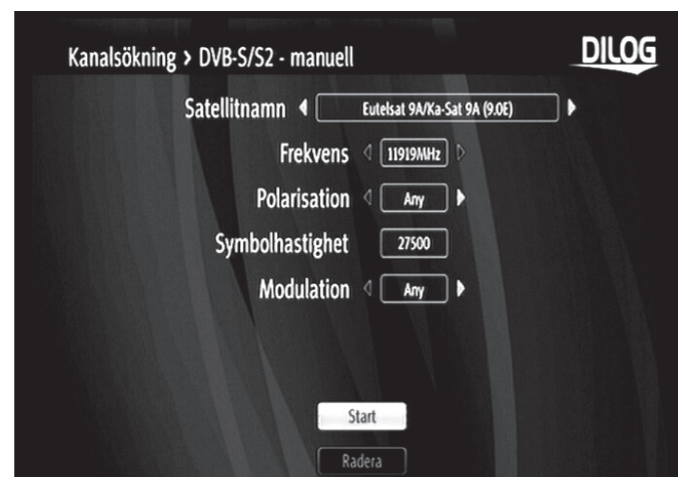 Kanalsökning > DVB-S/S2 - manuell
DILOG
Satellitnamn Eutelsat 9A/Ka-Sat 9A (9.0E)
Frekvens 11919MHz
Polarisation Any
Symbolhastighet 27500
Modulation Any
Start
Radera